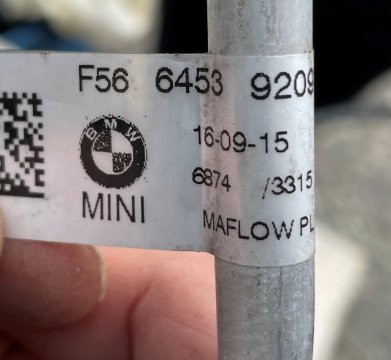 F56 6453 9209
BMW
16-09-15
6874 /3315
MINI
MAFLOW PL